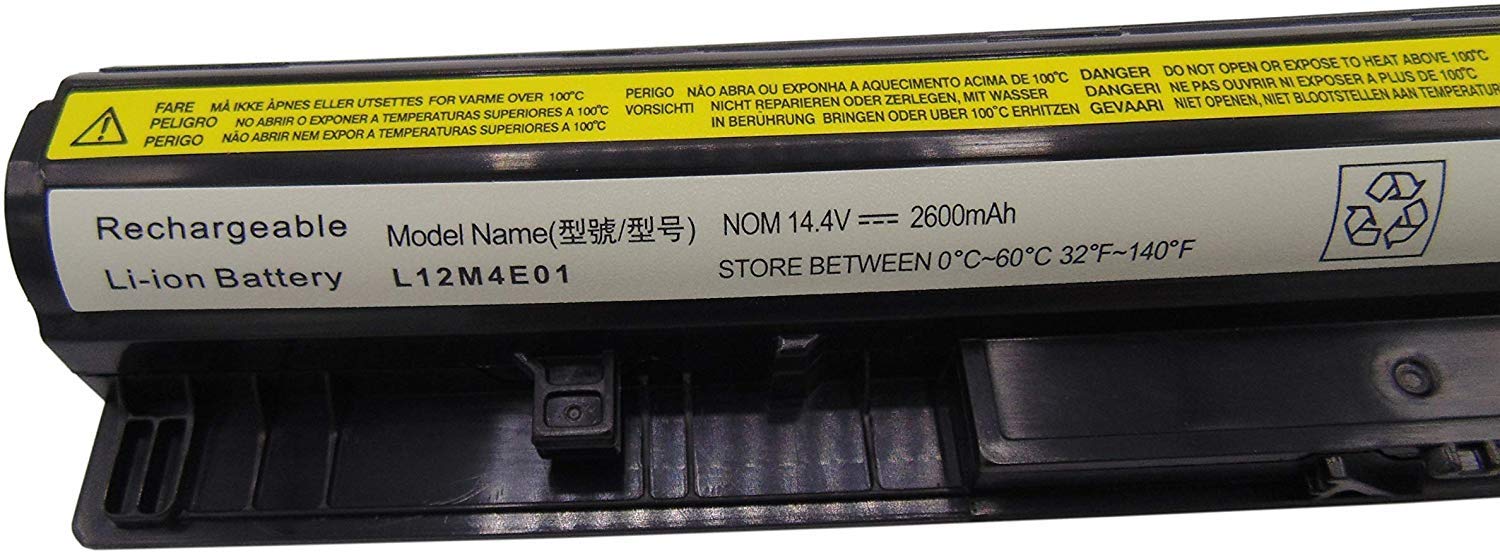 FARE MÅ IKKE ÅPNES ELLER UTSETTES FOR VARME OVER 100°C
PELIGRO NO ABRIR O EXPONER A TEMPERATURAS SUPERIORES A 100°C
PERIGO NÃO ABRIR NEM EXPOR A TEMPERATURAS SUPERIORES A 100°C
PERIGO NÃO ABRA OU EXPONHA A AQUECIMENTO ACIMA DE 100°C
VORSICHTI NICHT REPARIEREN ODER ZERLEGEN, MIT WASSER
IN BERÜHRUNG BRINGEN ODER UBER 100°C ERHITZEN
DANGER DO NOT OPEN OR EXPOSE TO HEAT ABOVE 100°C
DANGERI NE PAS OUVRIR NI EXPOSER A PLUS DE 100°C
GEVAARI NIET OPENEN, NIET BLOOTSTELLEN AAN TEMPERATUR
Rechargeable
Li-ion Battery
Model Name(型號/型号)
L12M4E01
NOM 14.4V 2600mAh
STORE BETWEEN 0°C~60°C 32°F~140°F